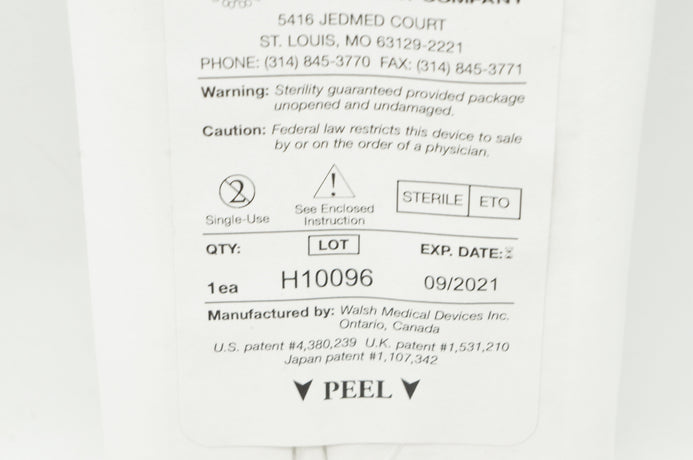 COMPANY
5416 JEDMED COURT
ST. LOUIS, MO 63129-2221
PHONE: (314) 845-3770 FAX: (314) 845-3771
Warning: Sterility guaranteed provided package
unopened and undamaged.
Caution: Federal law restricts this device to sale
by or on the order of a physician.
2
Single-Use
!
See Enclosed
Instruction
STERILE ETO
QTY: LOT EXP. DATE:
1ea H10096 09/2021
Manufactured by: Walsh Medical Devices Inc.
Ontario, Canada
U.S. patent #4,380,239 U.K. patent #1,531,210
Japan patent #1,107,342
PEEL